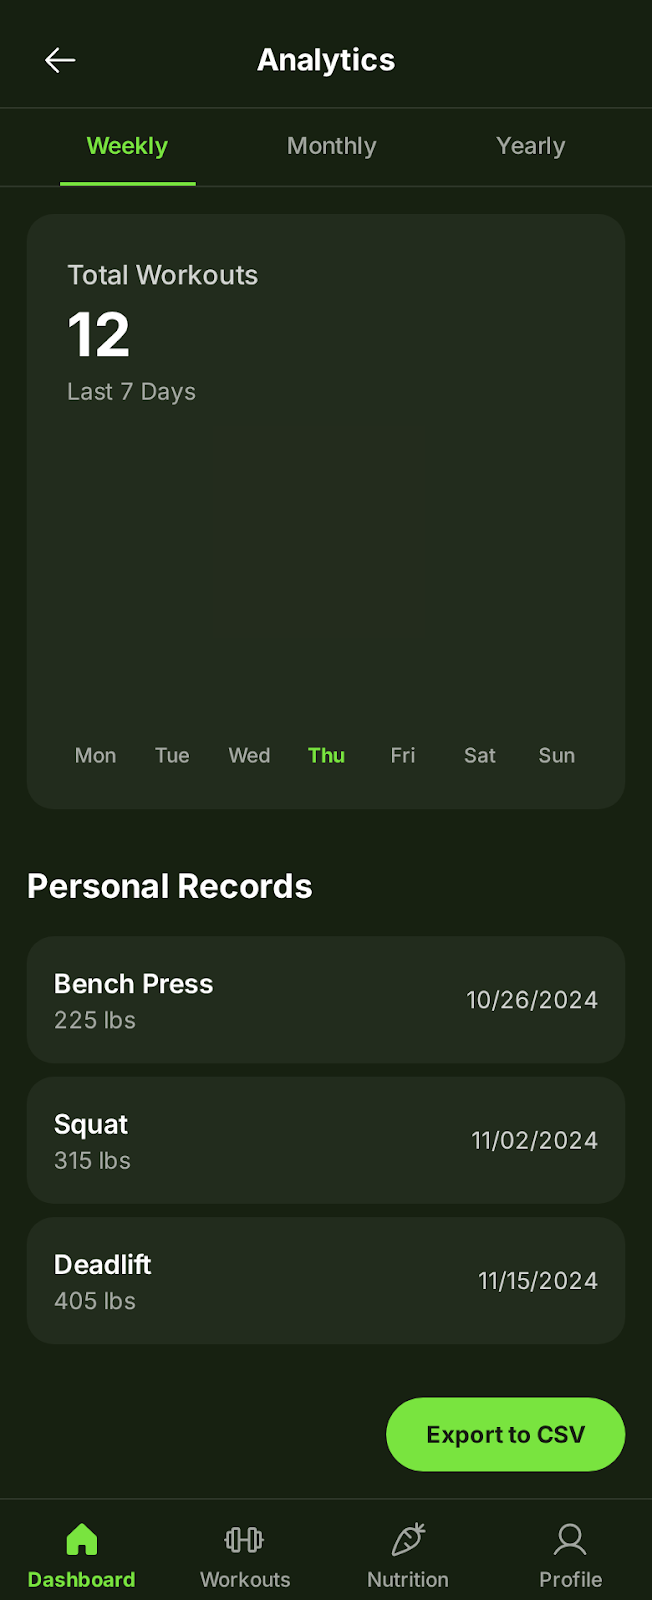 Analytics
Weekly Monthly Yearly
Total Workouts
12
Last 7 Days
Mon Tue Wed Thu Fri Sat Sun
Personal Records
Bench Press
225 lbs
10/26/2024
Squat
315 lbs
11/02/2024
Deadlift
405 lbs
11/15/2024
Export to CSV
Dashboard Workouts Nutrition Profile